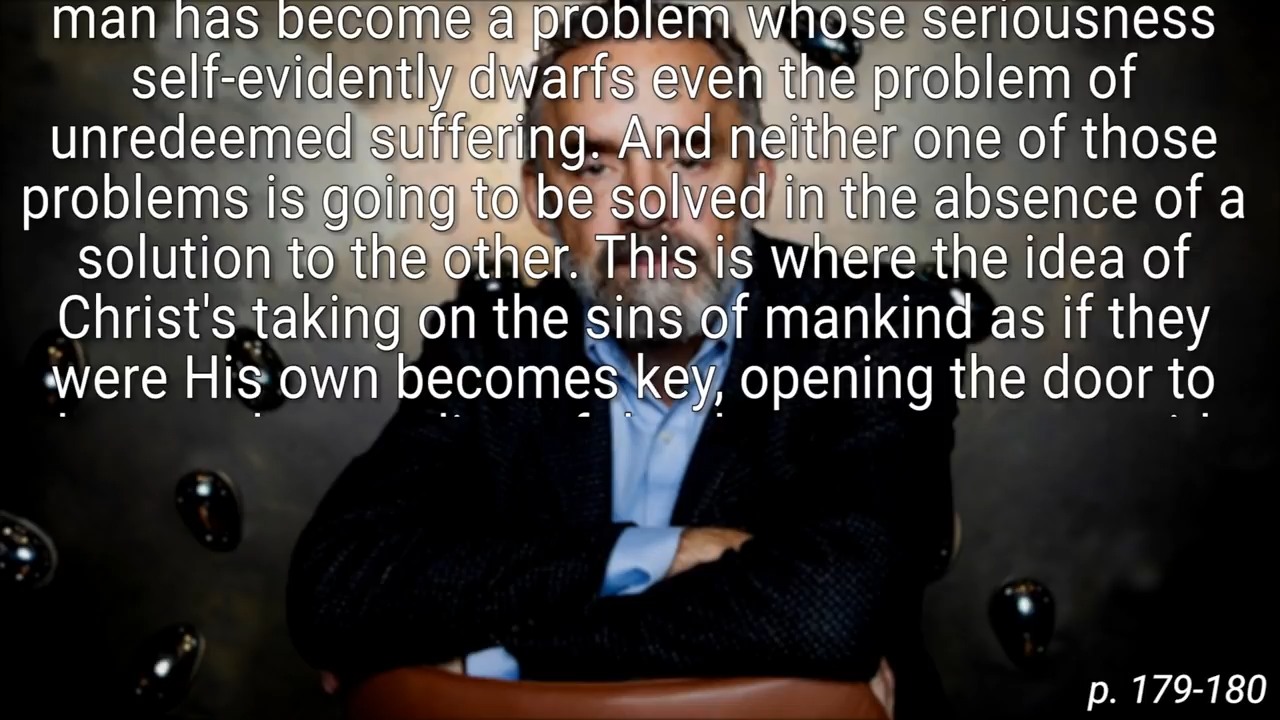 man has become a problem whose seriousness
self-evidently dwarfs even the problem of
unredeemed suffering. And neither one of those
problems is going to be solved in the absence of a
solution to the other. This is where the idea of
Christ's taking on the sins of mankind as if they
were His own becomes key, opening the door to
p. 179-180